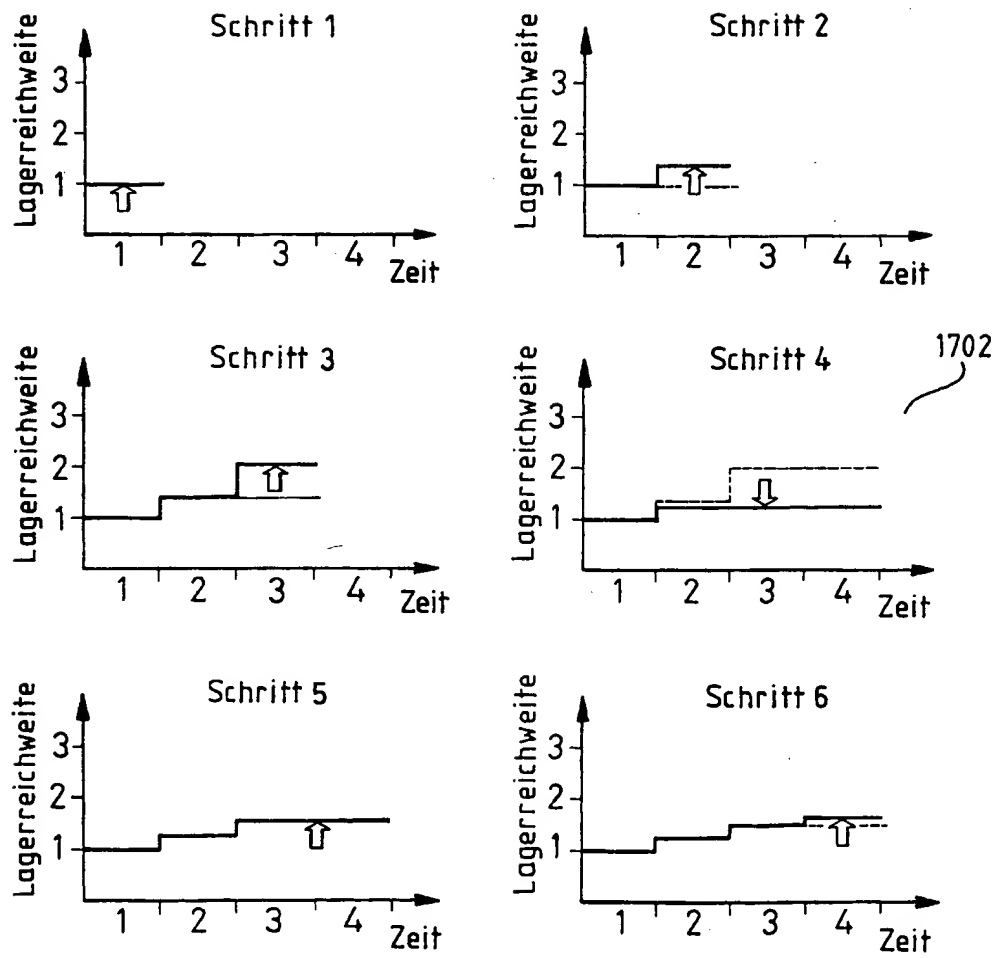 Schritt 1
Lagerreichweite
3
2
1
1 2 3 4
Zeit
Schritt 2
Lagerreichweite
3
2
1
1 2 3 4
Zeit
Schritt 3
Lagerreichweite
3
2
1
1 2 3 4
Zeit
Schritt 4
1702
Lagerreichweite
3
2
1
1 2 3 4
Zeit
Schritt 5
Lagerreichweite
3
2
1
1 2 3 4
Zeit
Schritt 6
Lagerreichweite
3
2
1
1 2 3 4
Zeit